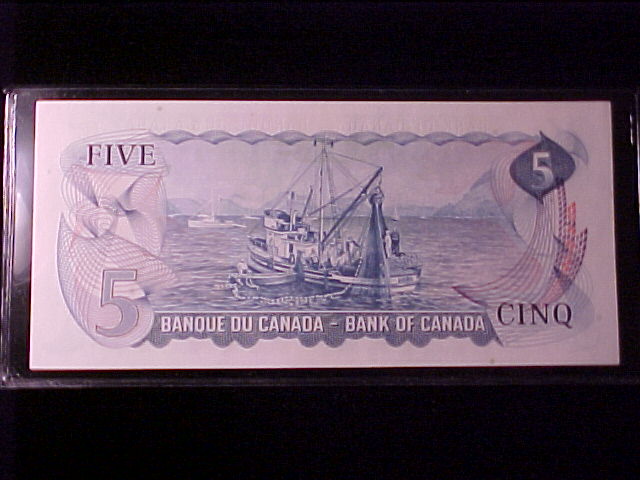 FIVE
5
5
BANQUE DU CANADA - BANK OF CANADA
CINQ